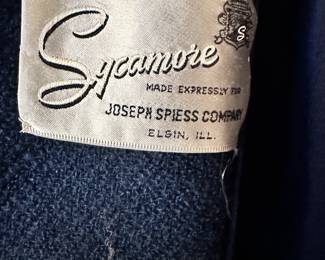 S
Sycamore
MADE EXPRESSLY FOR
JOSEPH SPIESS COMPANY
ELGIN, ILL.